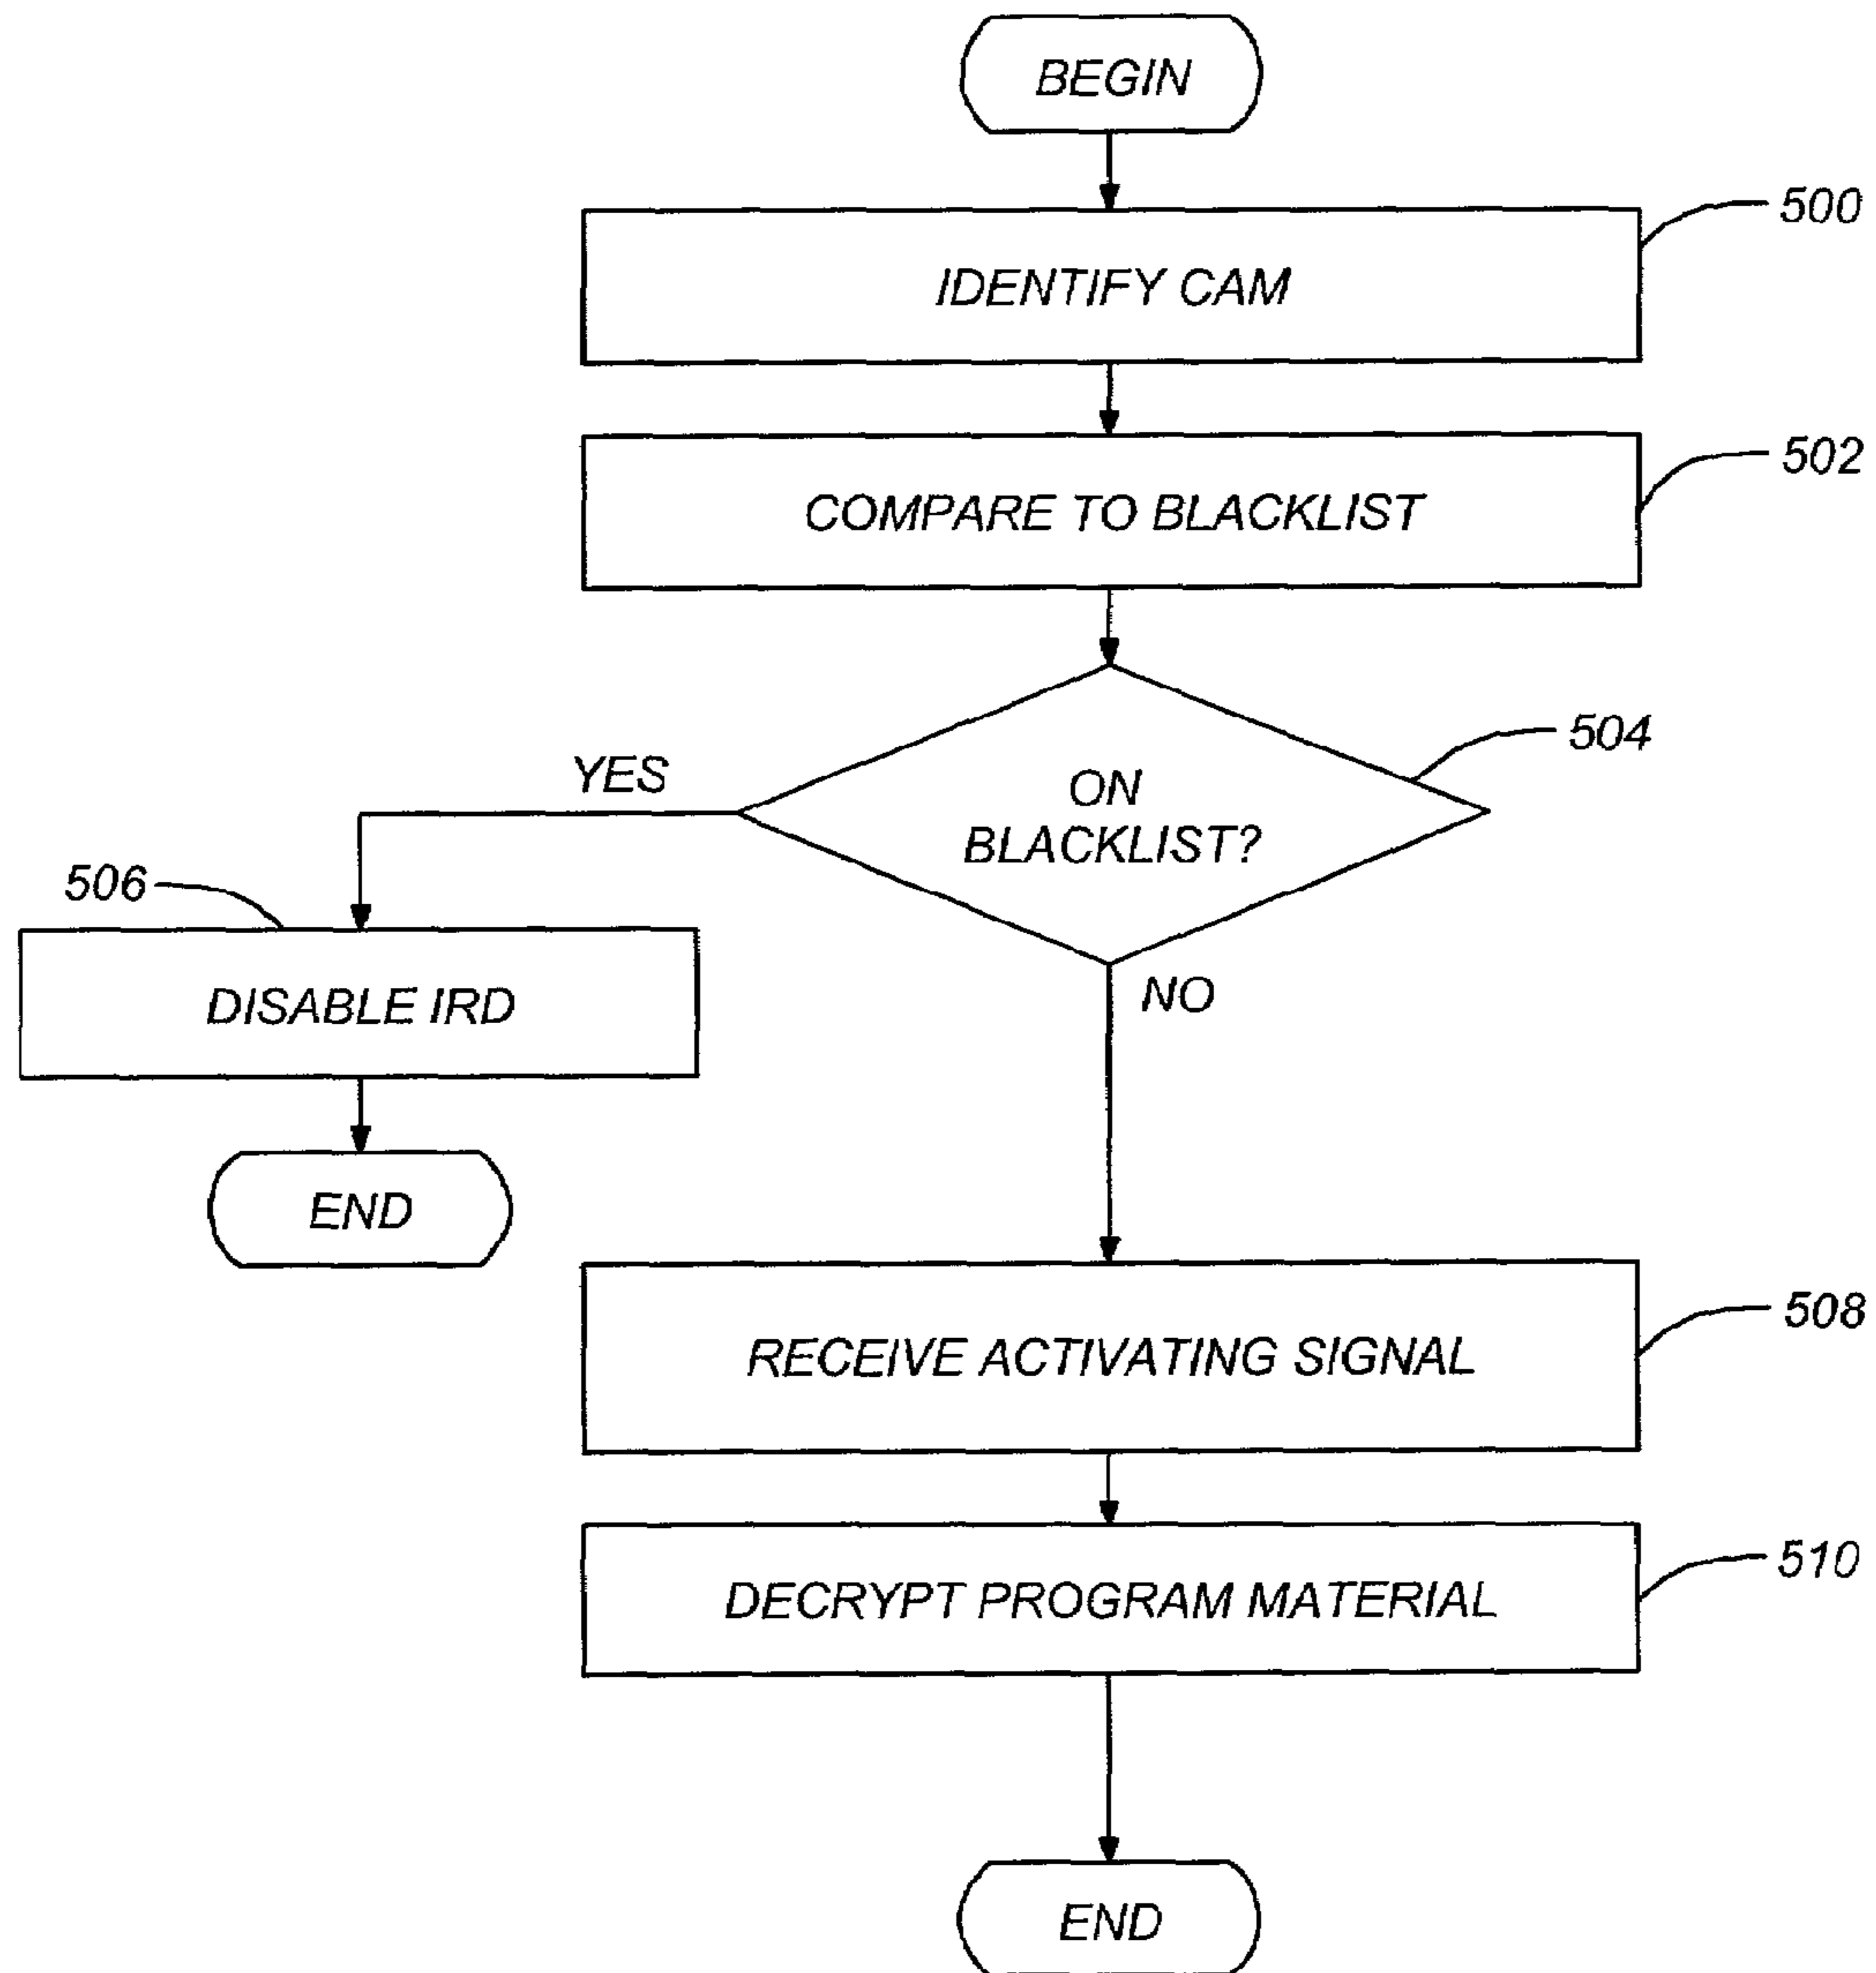 BEGIN
500
IDENTIFY CAM
502
COMPARE TO BLACKLIST
504
YES
ON
BLACKLIST?
506
NO
DISABLE IRD
END
508
RECEIVE ACTIVATING SIGNAL
510
DECRYPT PROGRAM MATERIAL
END